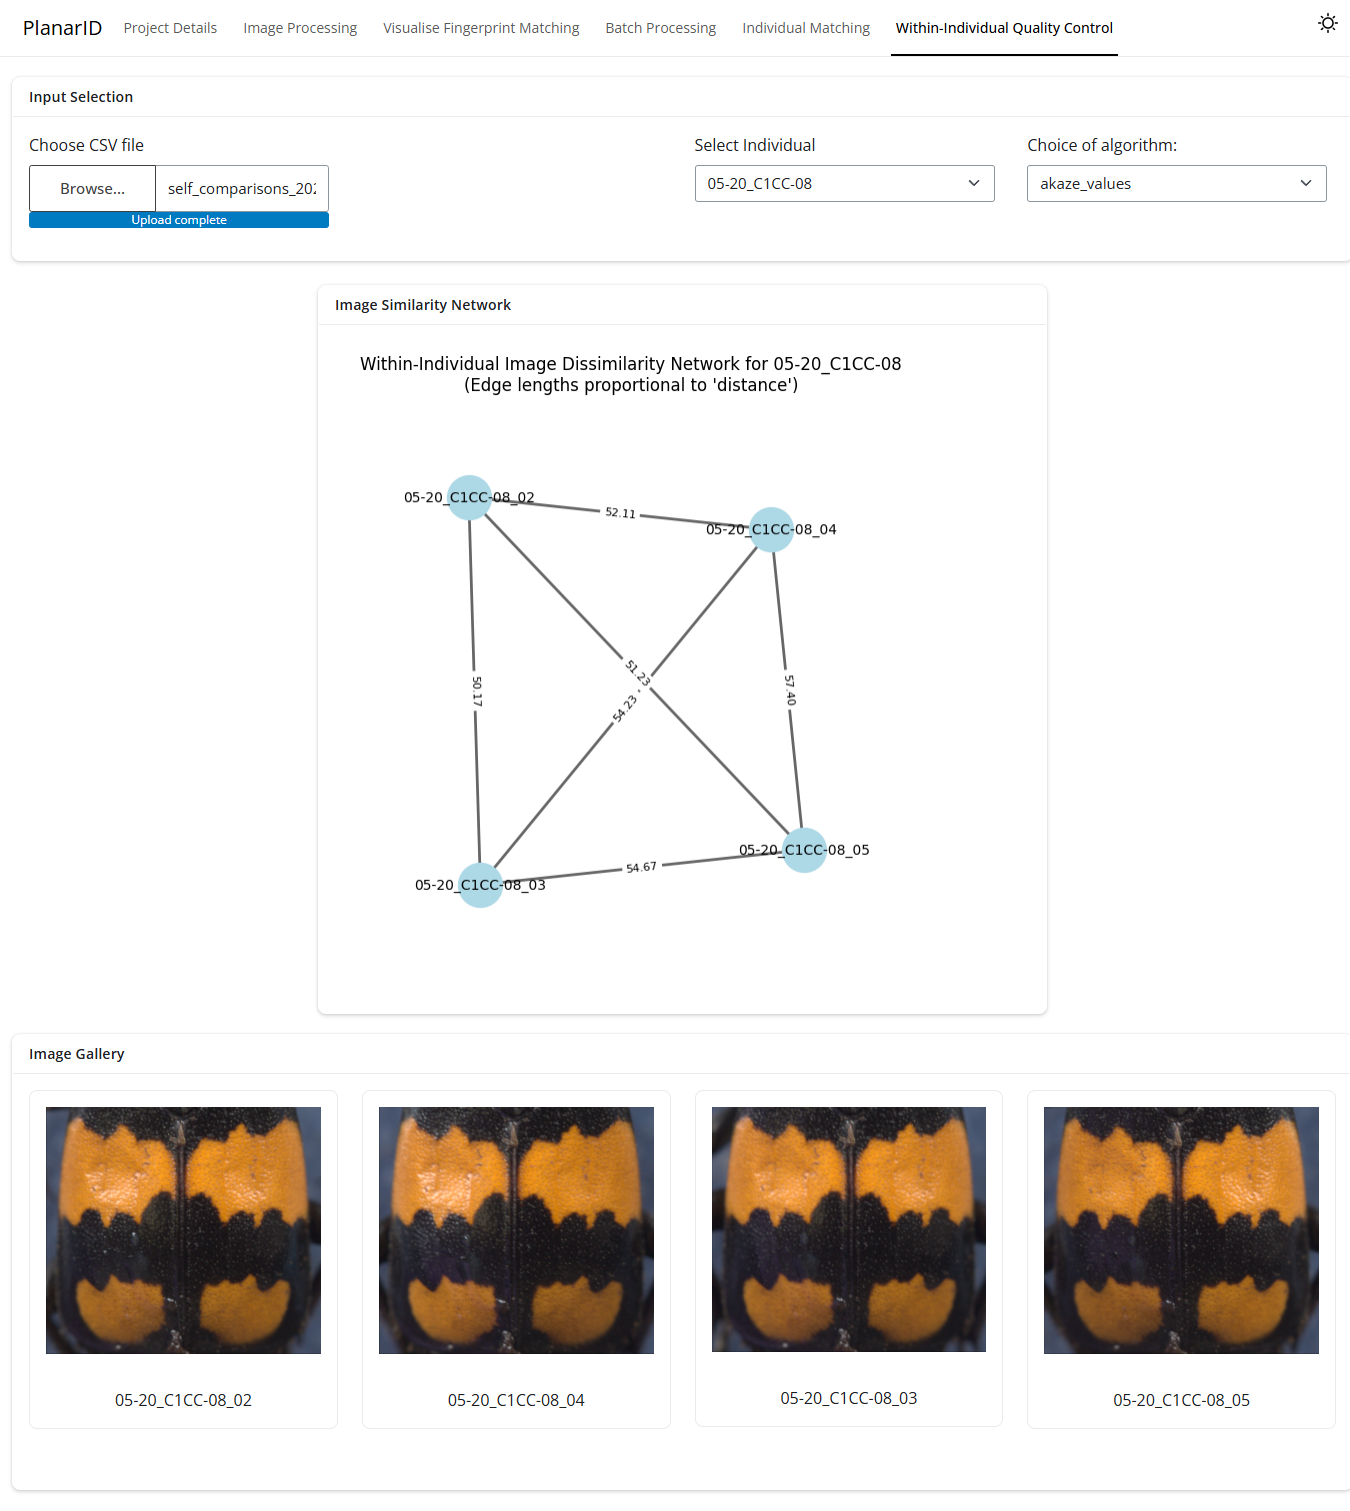 PlanarID Project Details Image Processing Visualise Fingerprint Matching Batch Processing Individual Matching Within-Individual Quality Control
Input Selection
Choose CSV file
Browse... self_comparisons_202
Upload complete
Select Individual
05-20_C1CC-08
Choice of algorithm:
akaze_values
Image Similarity Network
Within-Individual Image Dissimilarity Network for 05-20_C1CC-08
(Edge lengths proportional to 'distance')
05-20_C1CC-08_02
52.11
05-20_C1CC-08_04
51.23
50.17
57.40
54.23
05-20_C1CC-08_05
54.67
05-20_C1CC-08_03
Image Gallery
05-20_C1CC-08_02
05-20_C1CC-08_04
05-20_C1CC-08_03
05-20_C1CC-08_05